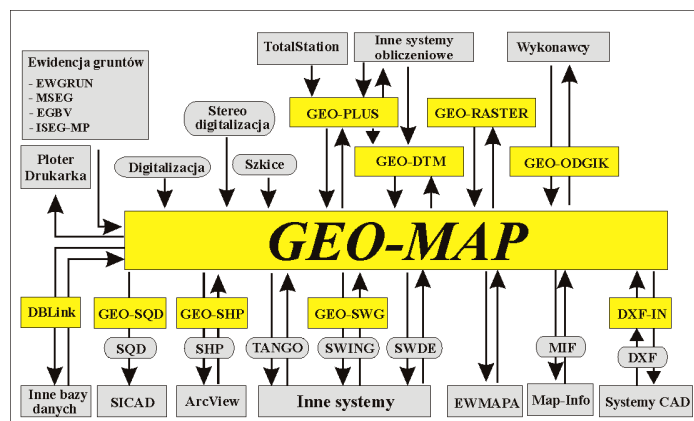 Ewidencja gruntów
- EWGRUN
- MSEG
- EGBV
- ISEG-MP
TotalStation
Inne systemy
obliczeniowe
Wykonawcy
Stereo
digitalizacja
GEO-PLUS
GEO-RASTER
Ploter
Drukarka
Digitalizacja
Szkice
GEO-DTM
GEO-ODGIK
GEO-MAP
DBLink
GEO-SQD
GEO-SHP
GEO-SWG
DXF-IN
SQD
SHP
TANGO
SWING
SWDE
MIF
DXF
Inne bazy
danych
SICAD
ArcView
Inne systemy
EWMAPA
Map-Info
Systemy CAD